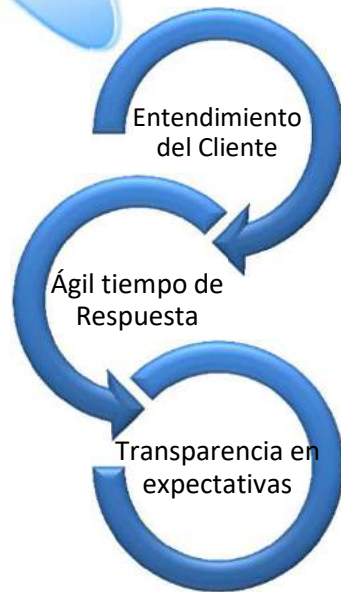 Entendimiento
del Cliente
Ágil tiempo de
Respuesta
Transparencia en
expectativas